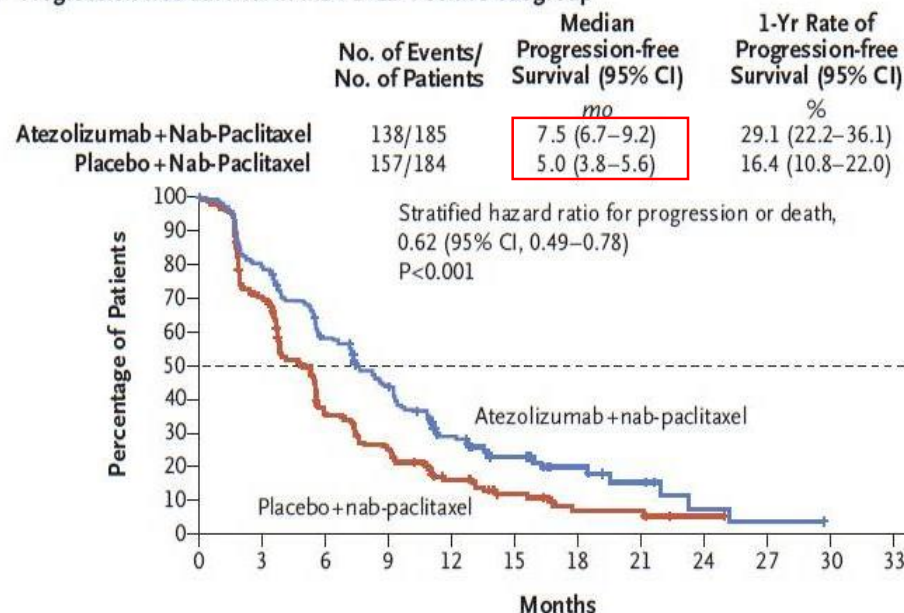 No. of Events/
No. of Patients
Median
Progression-free
Survival (95% CI)
1-Yr Rate of
Progression-free
Survival (95% CI)
mo
%
Atezolizumab+Nab-Paclitaxel 138/185 7.5 (6.7–9.2) 29.1 (22.2–36.1)
Placebo+Nab-Paclitaxel 157/184 5.0 (3.8–5.6) 16.4 (10.8–22.0)
Stratified hazard ratio for progression or death,
0.62 (95% CI, 0.49–0.78)
P<0.001
Percentage of Patients
100
90
80
70
60
50
40
30
20
10
0
Atezolizumab+nab-paclitaxel
Placebo+nab-paclitaxel
0 3 6 9 12 15 18 21 24 27 30 33
Months